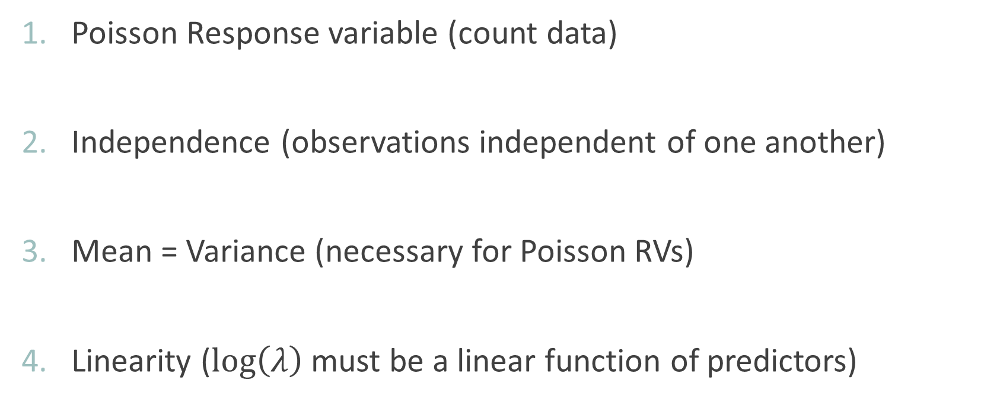 1. Poisson Response variable (count data)
2. Independence (observations independent of one another)
3. Mean = Variance (necessary for Poisson RVs)
4. Linearity (log(λ) must be a linear function of predictors)